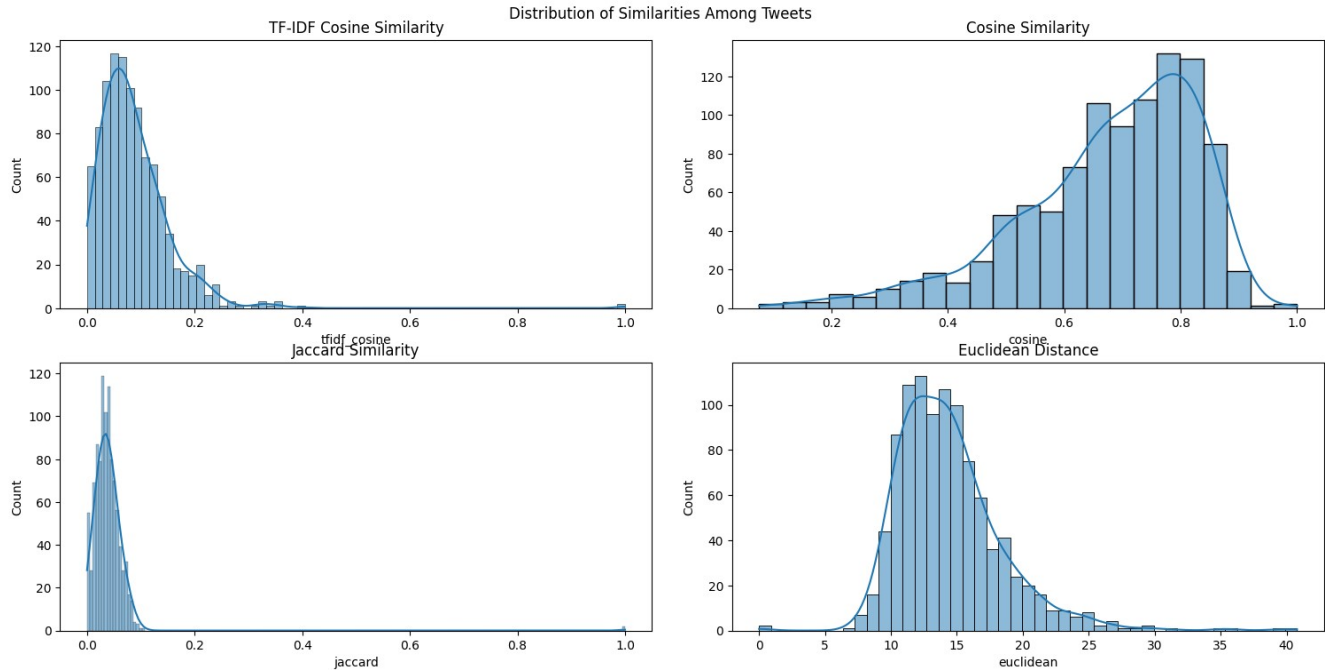 Distribution of Similarities Among Tweets
TF-IDF Cosine Similarity
Count
120
100
80
60
40
20
0
0.0 0.2 0.4 0.6 0.8 1.0
tfidf_cosine
Cosine Similarity
Count
120
100
80
60
40
20
0
0.2 0.4 0.6 0.8 1.0
cosine
Jaccard Similarity
Count
120
100
80
60
40
20
0
0.0 0.2 0.4 0.6 0.8 1.0
jaccard
Euclidean Distance
Count
100
80
60
40
20
0
0 5 10 15 20 25 30 35 40
euclidean